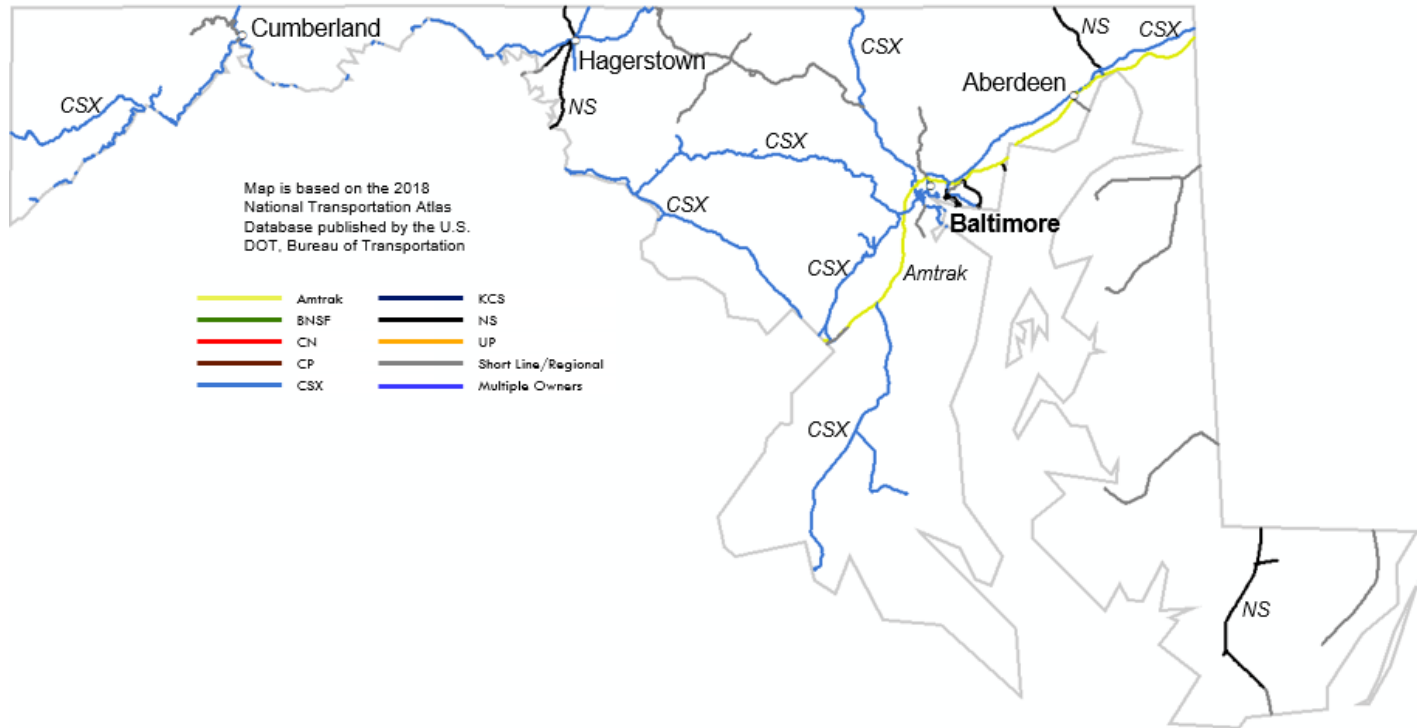 Cumberland
Hagerstown
CSX
NS
CSX
Aberdeen
CSX
NS
CSX
Map is based on the 2018
National Transportation Atlas
Database published by the U.S.
DOT, Bureau of Transportation
CSX
Baltimore
CSX
Amtrak
Amtrak
KCS
BNSF
NS
CN
UP
CP
Short Line/Regional
CSX
Multiple Owners
CSX
NS